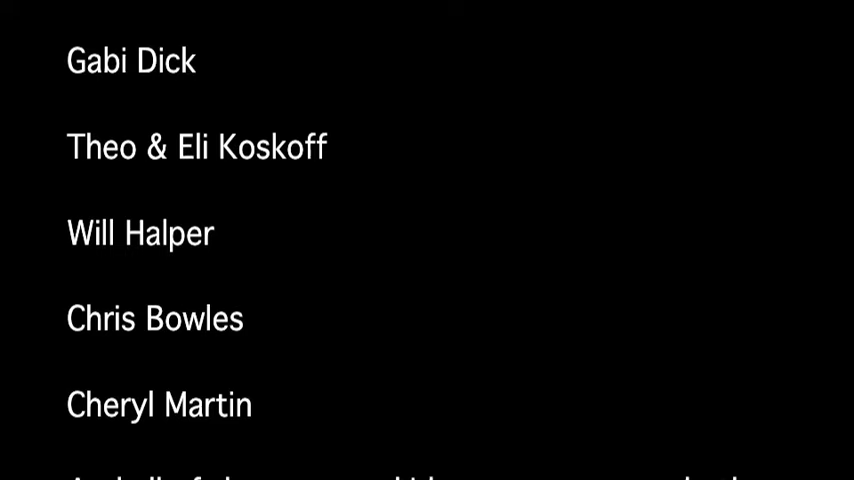 Gabi Dick
Theo & Eli Koskoff
Will Halper
Chris Bowles
Cheryl Martin